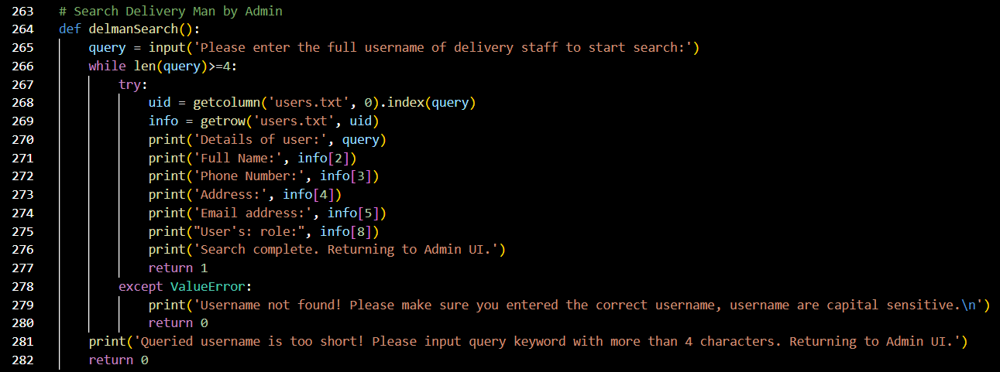 263 # Search Delivery Man by Admin
264 def delmanSearch():
265 query = input('Please enter the full username of delivery staff to start search:')
266 while len(query)>=4:
267 try:
268 uid = getcolumn('users.txt', 0).index(query)
269 info = getrow('users.txt', uid)
270 print('Details of user:', query)
271 print('Full Name:', info[2])
272 print('Phone Number:', info[3])
273 print('Address:', info[4])
274 print('Email address:', info[5])
275 print("User's: role:", info[8])
276 print('Search complete. Returning to Admin UI.')
277 return 1
278 except ValueError:
279 print('Username not found! Please make sure you entered the correct username, username are capital sensitive.\n')
280 return 0
281 print('Queried username is too short! Please input query keyword with more than 4 characters. Returning to Admin UI.')
282 return 0